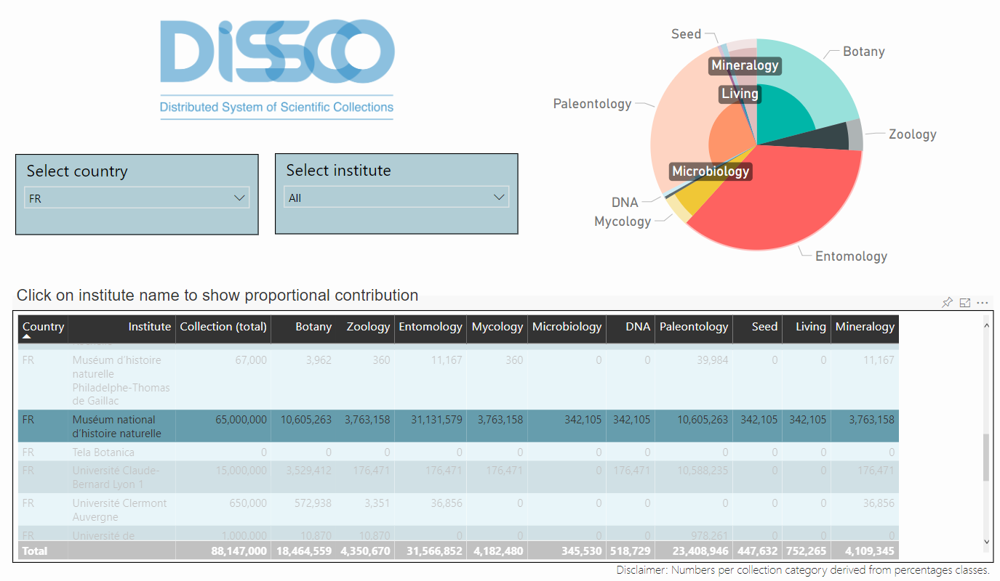 DiSSCo
Distributed System of Scientific Collections
Seed
Mineralogy
Botany
Living
Paleontology
Zoology
Microbiology
DNA
Mycology
Entomology
Select country
FR
Select institute
All
Click on institute name to show proportional contribution
Country Institute Collection (total) Botany Zoology Entomology Mycology Microbiology DNA Paleontology Seed Living Mineralogy
FR Muséum d'histoire 67,000 3,962 360 11,167 360 0 0 39,984 0 0 11,167
naturelle
Philadelphe-Thomas
de Gaillac
FR Muséum national 65,000,000 10,605,263 3,763,158 31,131,579 3,763,158 342,105 342,105 10,605,263 342,105 342,105 3,763,158
d´histoire naturelle
FR Tela Botanica 0 0 0 0 0 0 0 0 0 0 0
FR Université Claude- 15,000,000 3,529,412 176,471 176,471 176,471 0 176,471 10,588,235 0 0 176,471
Bernard Lyon 1
FR Université Clermont 650,000 572,938 3,351 36,856 0 0 0 0 0 0 36,856
Auvergne
FR Université de 1,000,000 10,870 10,870 0 0 0 0 978,261 0 0 0
Total 88,147,000 18,464,559 4,350,670 31,566,852 4,182,480 345,530 518,729 23,408,946 447,632 752,265 4,109,345
Disclaimer: Numbers per collection category derived from percentages classes.